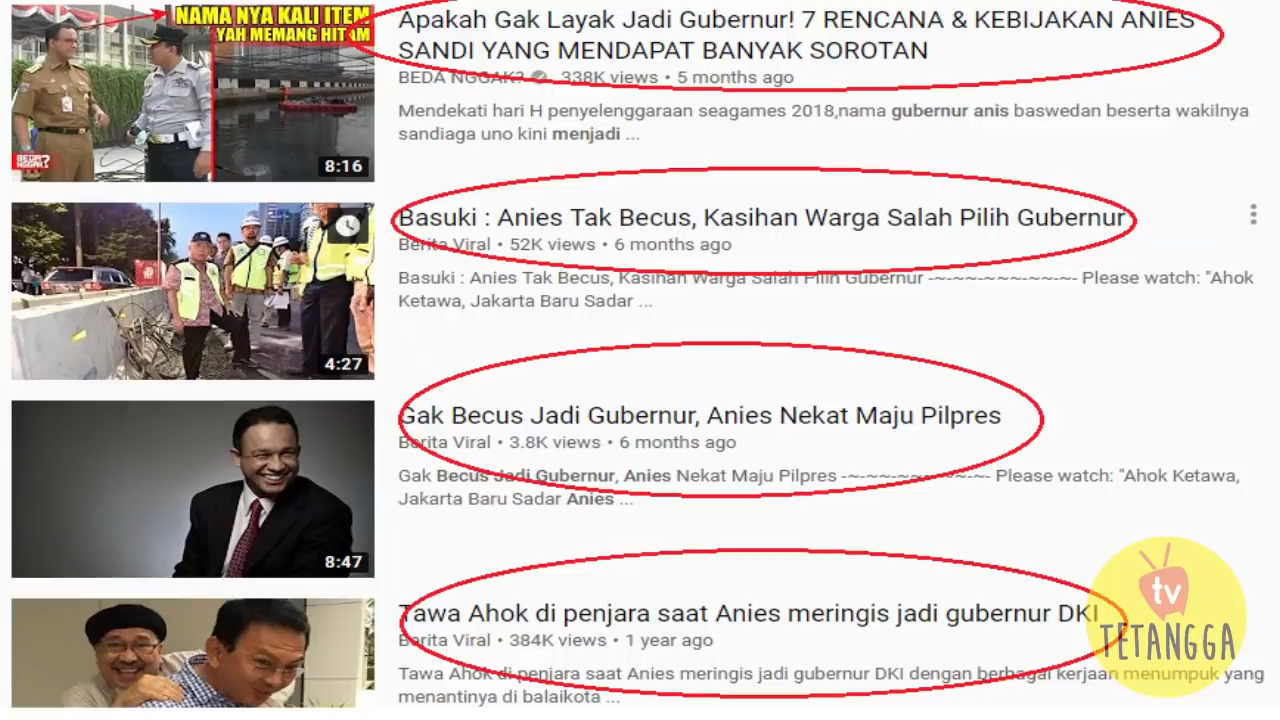 NAMA NYA KALI ITEM
YAH MEMANG HITAM
BEDA
NGGAK?
8:16
Apakah Gak Layak Jadi Gubernur! 7 RENCANA & KEBIJAKAN ANIES
SANDI YANG MENDAPAT BANYAK SOROTAN
BEDA NGGAK? 338K views • 5 months ago
Mendekati hari H penyelenggaraan seagames 2018,nama gubernur anis baswedan beserta wakilnya
sandiaga uno kini menjadi ...
4:27
Basuki : Anies Tak Becus, Kasihan Warga Salah Pilih Gubernur
Berita Viral • 52K views • 6 months ago
Basuki : Anies Tak Becus, Kasihan Warga Salah Pilih Gubernur -~-~~-~~~-~~-~- Please watch: "Ahok
Ketawa, Jakarta Baru Sadar ...
8:47
Gak Becus Jadi Gubernur, Anies Nekat Maju Pilpres
Berita Viral • 3.8K views • 6 months ago
Gak Becus Jadi Gubernur, Anies Nekat Maju Pilpres -~-~~-~~~-~~-~- Please watch: "Ahok Ketawa,
Jakarta Baru Sadar Anies ...
Tawa Ahok di penjara saat Anies meringis jadi gubernur DKI
Berita Viral • 384K views • 1 year ago
Tawa Ahok di penjara saat Anies meringis jadi gubernur DKI dengan berbagai kerjaan menumpuk yang
menantinya di balaikota ...
tv
TETANGGA